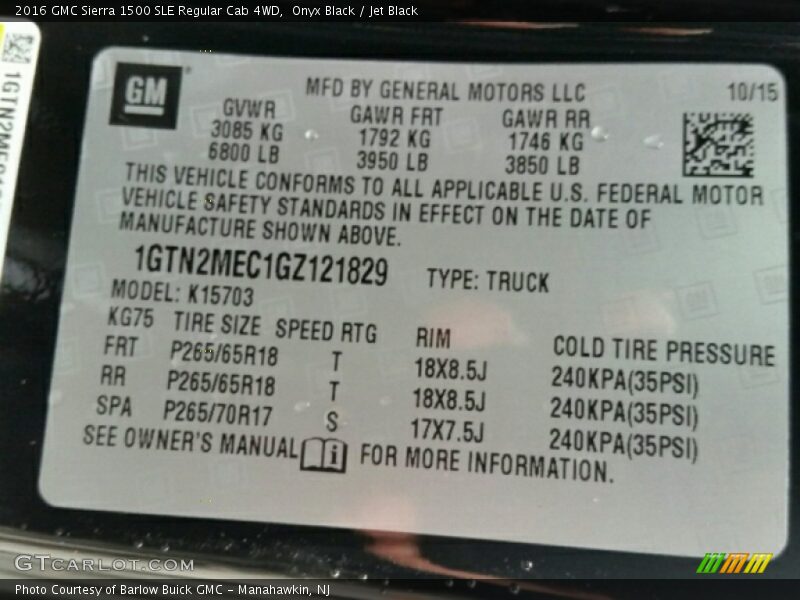 2016 GMC Sierra 1500 SLE Regular Cab 4WD, Onyx Black / Jet Black
GM
MFD BY GENERAL MOTORS LLC 10/15
GVWR GAWR FRT GAWR RR
3085 KG 1792 KG 1746 KG
6800 LB 3950 LB 3850 LB
THIS VEHICLE CONFORMS TO ALL APPLICABLE U.S. FEDERAL MOTOR
VEHICLE SAFETY STANDARDS IN EFFECT ON THE DATE OF
MANUFACTURE SHOWN ABOVE.
1GTN2MEC1GZ121829 TYPE: TRUCK
MODEL: K15703
KG75 TIRE SIZE SPEED RTG RIM COLD TIRE PRESSURE
FRT P265/65R18 T 18X8.5J 240KPA(35PSI)
RR P265/65R18 T 18X8.5J 240KPA(35PSI)
SPA P265/70R17 S 17X7.5J 240KPA(35PSI)
SEE OWNER'S MANUAL i FOR MORE INFORMATION.
GTCARLOT.COM
Photo Courtesy of Barlow Buick GMC - Manahawkin, NJ